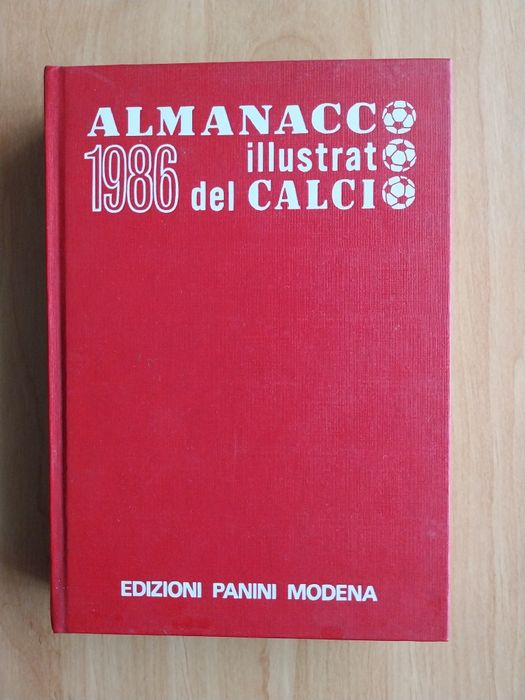 ALMANACCO
1986 illustrato
del CALCIO
EDIZIONI PANINI MODENA